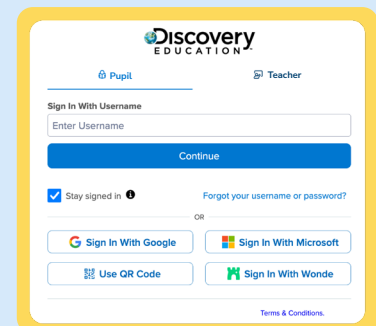 Discovery
EDUCATION
Pupil
Teacher
Sign In With Username
Enter Username
Continue
Stay signed in
Forgot your username or password?
OR
Sign In With Google
Sign In With Microsoft
Use QR Code
Sign In With Wonde
Terms & Conditions.